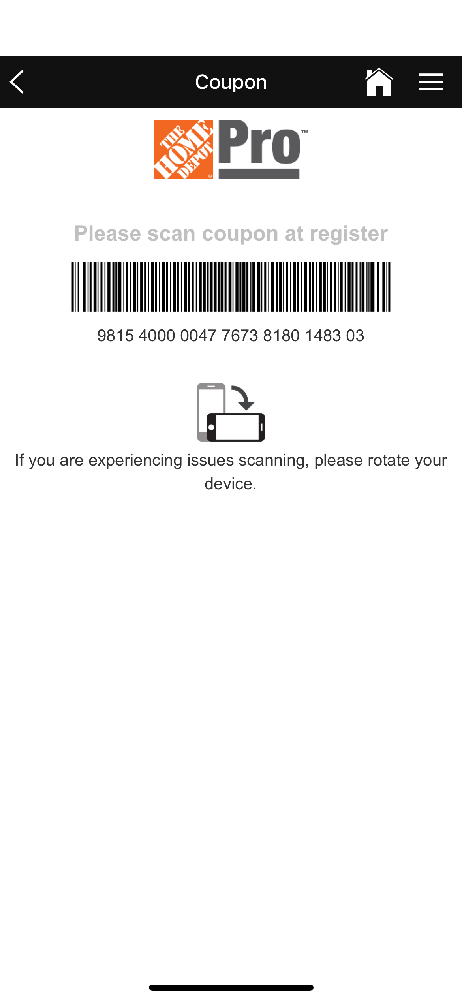 Coupon
THE
HOME
DEPOT
®
Pro™
Please scan coupon at register
9815 4000 0047 7673 8180 1483 03
If you are experiencing issues scanning, please rotate your
device.